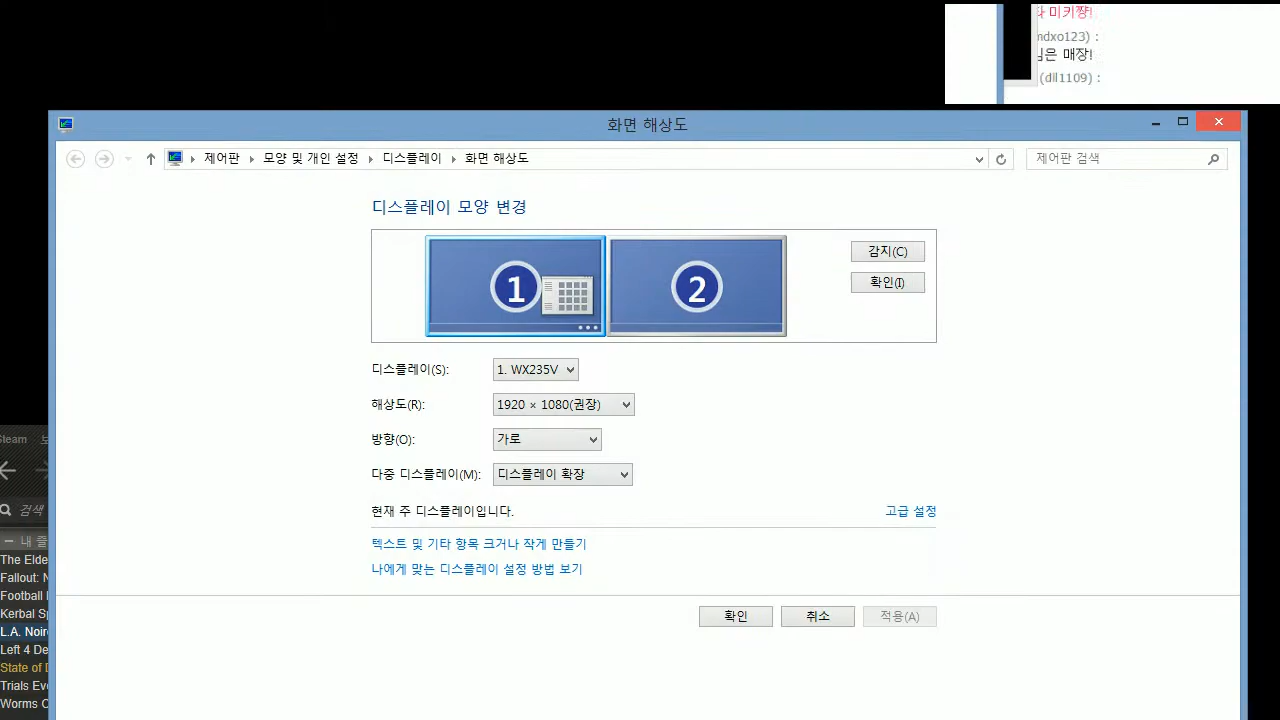 미키쨩!
mdxo123) :
님은 매장!
(dil1109) :
화면 해상도
제어판 모양 및 개인 설정 디스플레이 화면 해상도
제어판 검색
디스플레이 모양 변경
1
2
감지(C)
확인(I)
디스플레이(S): 1. WX235V
해상도(R): 1920 × 1080(권장)
방향(O): 가로
다중 디스플레이(M): 디스플레이 확장
현재 주 디스플레이입니다. 고급 설정
텍스트 및 기타 항목 크거나 작게 만들기
나에게 맞는 디스플레이 설정 방법 보기
확인 취소 적용(A)
Steam
검색
내
The Elde
Fallout:
Football
Kerbal Sp
L.A. Noir
Left 4 De
State of
Trials Ev
Worms